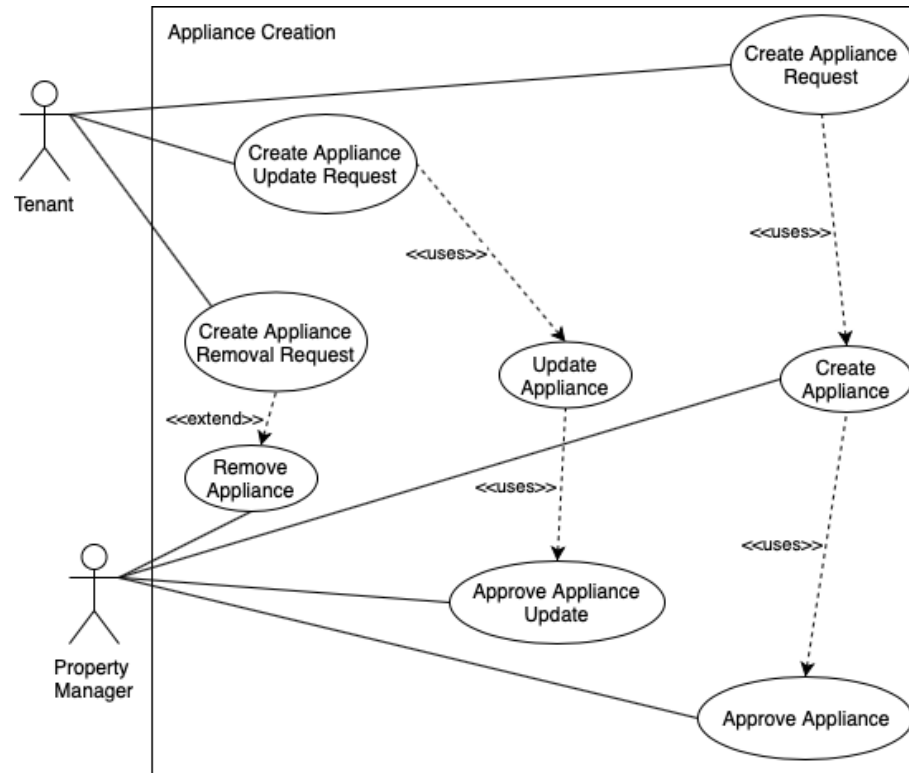 Appliance Creation
Create Appliance
Request
Create Appliance
Update Request
Tenant
<<uses>>
<<uses>>
Create Appliance
Removal Request
Update
Appliance
Create
Appliance
<<extend>>
Remove
Appliance
<<uses>>
<<uses>>
Approve Appliance
Update
Property
Manager
Approve Appliance